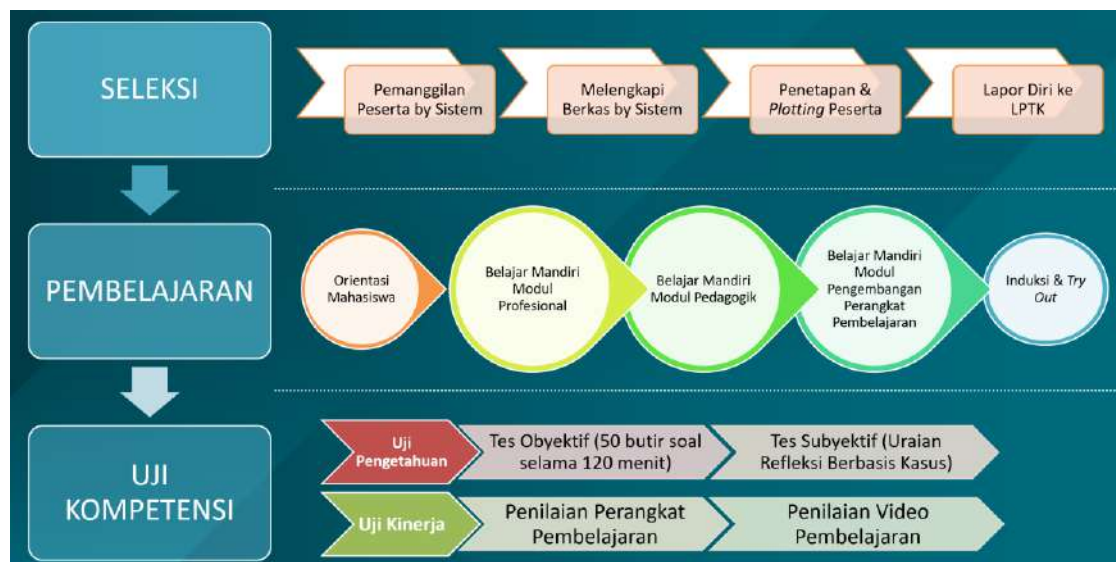 SELEKSI
Pemanggilan
Peserta by Sistem
Melengkapi
Berkas by Sistem
Penetapan &
Plotting Peserta
Lapor Diri ke
LPTK
PEMBELAJARAN
Orientasi
Mahasiswa
Belajar Mandiri
Modul
Profesional
Belajar Mandiri
Modul Pedagogik
Belajar Mandiri
Modul
Pengembangan
Perangkat
Pembelajaran
Induksi & Try
Out
UJI
KOMPETENSI
Uji
Pengetahuan
Tes Obyektif (50 butir soal
selama 120 menit)
Tes Subyektif (Uraian
Refleksi Berbasis Kasus)
Uji Kinerja
Penilaian Perangkat
Pembelajaran
Penilaian Video
Pembelajaran